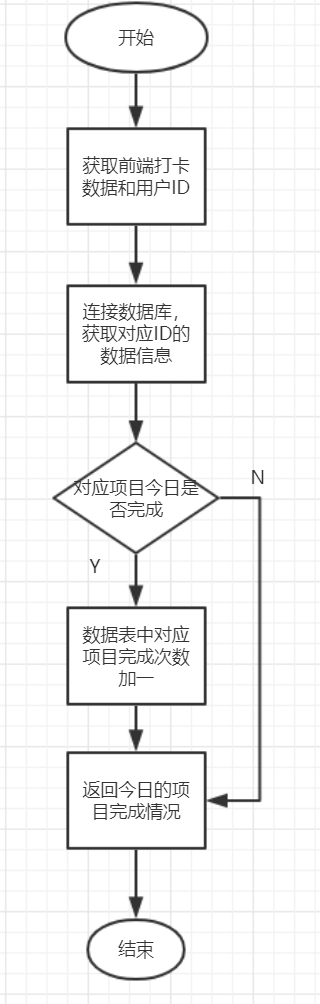 开始
获取前端打卡
数据和用户ID
连接数据库，
获取对应ID的
数据信息
对应项目今日是
否完成
N
Y
数据表中对应
项目完成次数
加一
返回今日的项
目完成情况
结束